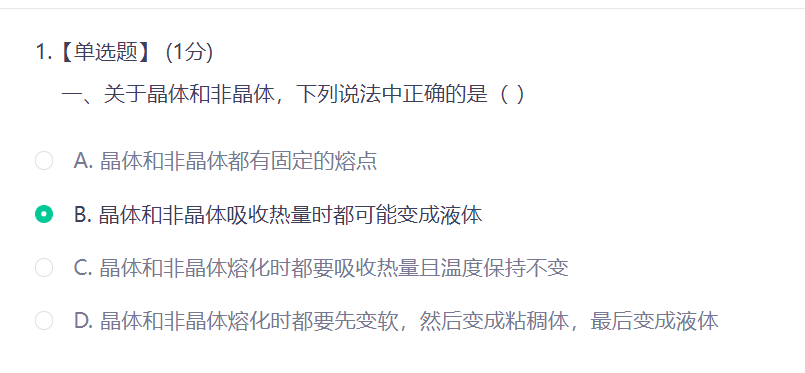 1.【单选题】 (1分)
一、关于晶体和非晶体，下列说法中正确的是（ ）
A. 晶体和非晶体都有固定的熔点
B. 晶体和非晶体吸收热量时都可能变成液体
C. 晶体和非晶体熔化时都要吸收热量且温度保持不变
D. 晶体和非晶体熔化时都要先变软，然后变成粘稠体，最后变成液体